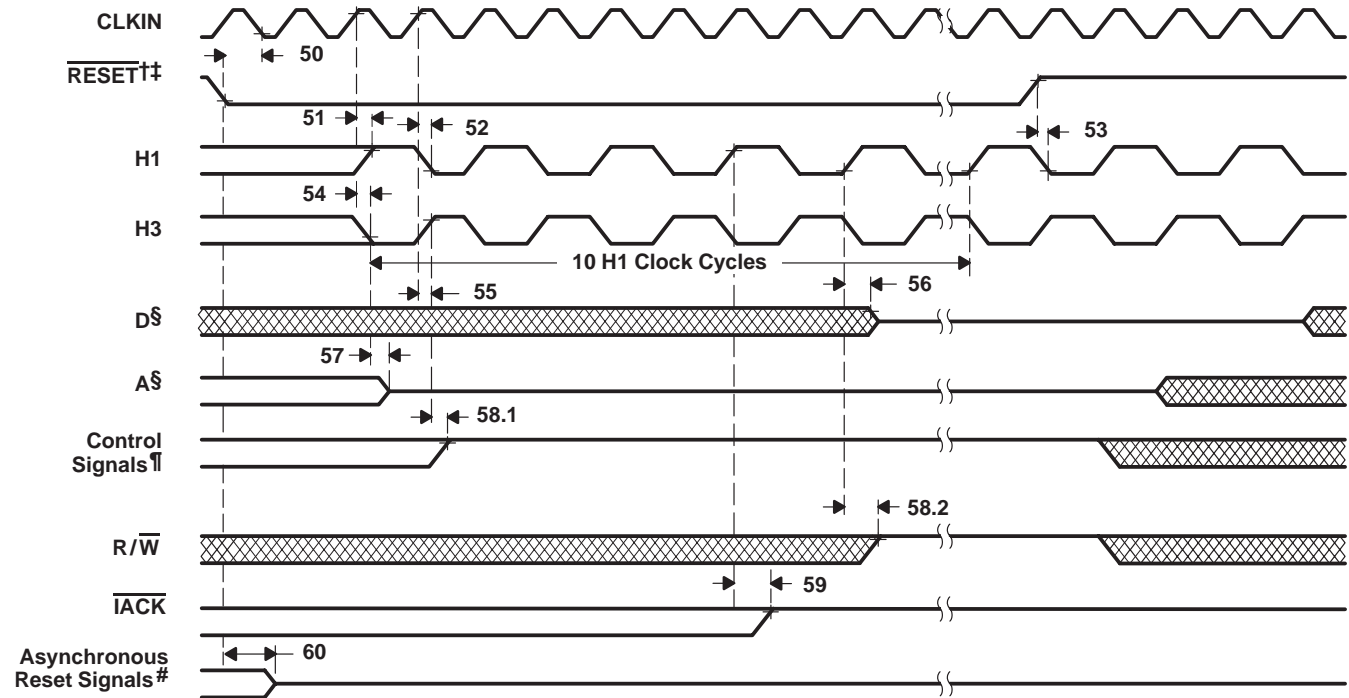 CLKIN
50
RESET†‡
51
52
53
H1
54
H3
10 H1 Clock Cycles
55
56
D§
57
A§
58.1
Control
Signals¶
58.2
R/W
59
IACK
60
Asynchronous
Reset Signals#